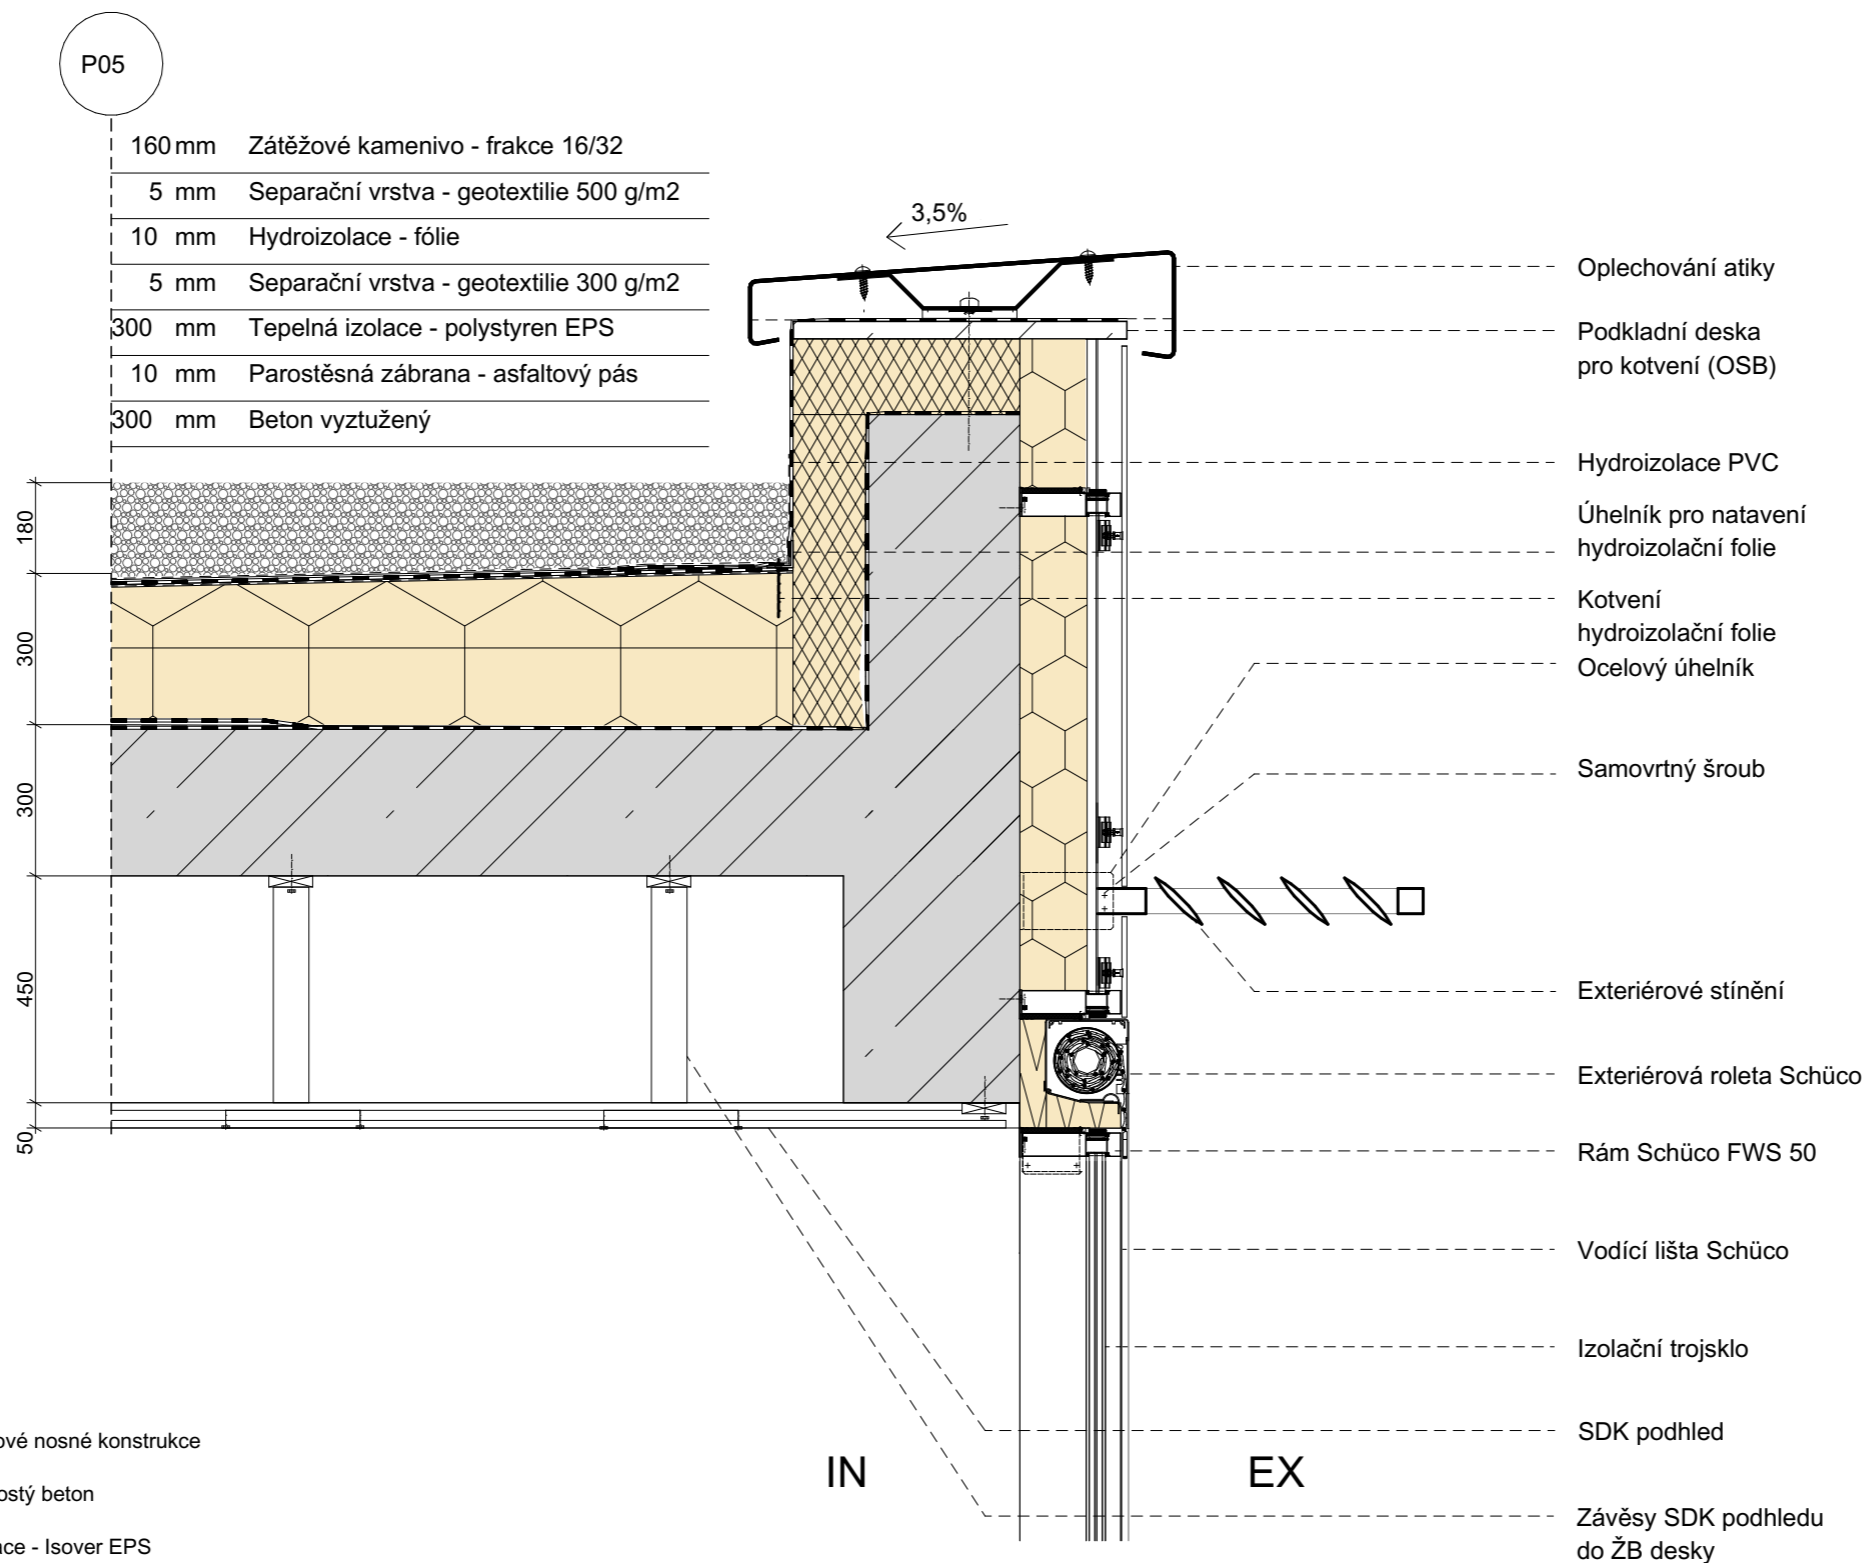 P05
160 mm Zátěžové kamenivo - frakce 16/32
5 mm Separační vrstva - geotextilie 500 g/m2
10 mm Hydroizolace - fólie
5 mm Separační vrstva - geotextilie 300 g/m2
300 mm Tepelná izolace - polystyren EPS
10 mm Parostěsná zábrana - asfaltový pás
300 mm Beton vyztužený
3,5%
Oplechování atiky
Podkladní deska
pro kotvení (OSB)
Hydroizolace PVC
Úhelník pro natavení
hydroizolační folie
Kotvení
hydroizolační folie
Ocelový úhelník
Samovrtný šroub
Exteriérové stínění
Exteriérová roleta Schüco
Rám Schüco FWS 50
Vodící lišta Schüco
Izolační trojsklo
SDK podhled
Závěsy SDK podhledu
do ŽB desky
180
300
300
450
50
IN
EX
ové nosné konstrukce
ostý beton
ace - Isover EPS